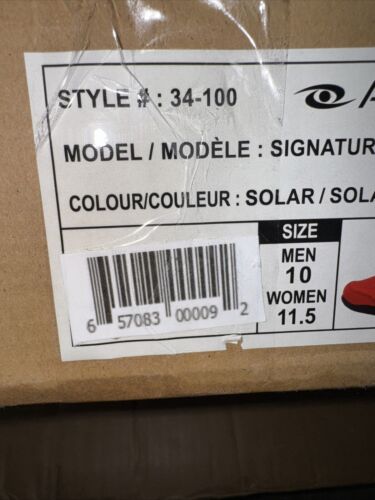 STYLE # : 34-100
MODEL / MODÈLE : SIGNATUR
COLOUR/COULEUR : SOLAR / SOLA
SIZE
MEN
10
WOMEN
11.5
6 57083 00009 2